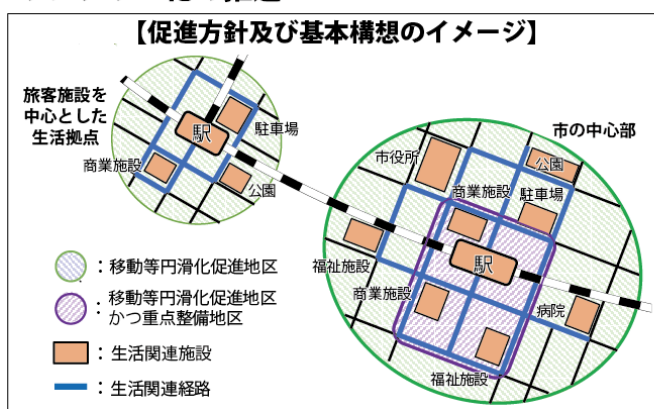 【促進方針及び基本構想のイメージ】
旅客施設を
中心とした
生活拠点
駅
駐車場
商業施設
公園
市の中心部
市役所
公園
商業施設
駐車場
福祉施設
駅
商業施設
病院
福祉施設
：移動等円滑化促進地区
：移動等円滑化促進地区
かつ重点整備地区
：生活関連施設
：生活関連経路